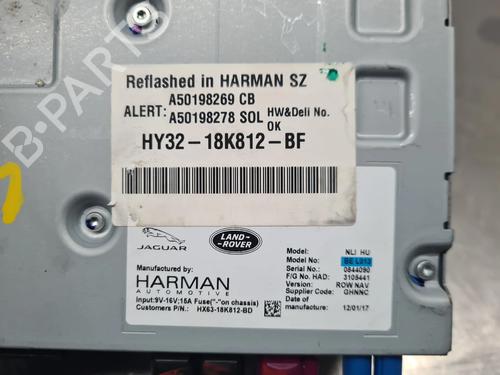 Reflashed in HARMAN SZ
A50198269 CB
ALERT:
A50198278 SOL
HW&Deli No.
OK
HY32-18K812-BF
JAGUAR
LAND-
ROVER
Manufactured by:
HARMAN
AUTOMOTIVE
Input:9V-16V;15A Fuse("-"on chassis)
Customers P/N.: HX63-18K812-BD
Model: NLI HU
Model No: BE L913
Serial No.: 0844090
F/G No. HAD: 3105441
Version: ROW NAV
Supplier Code: GHNNC
Date of
manufacture: 12/01/17
B-PARTS